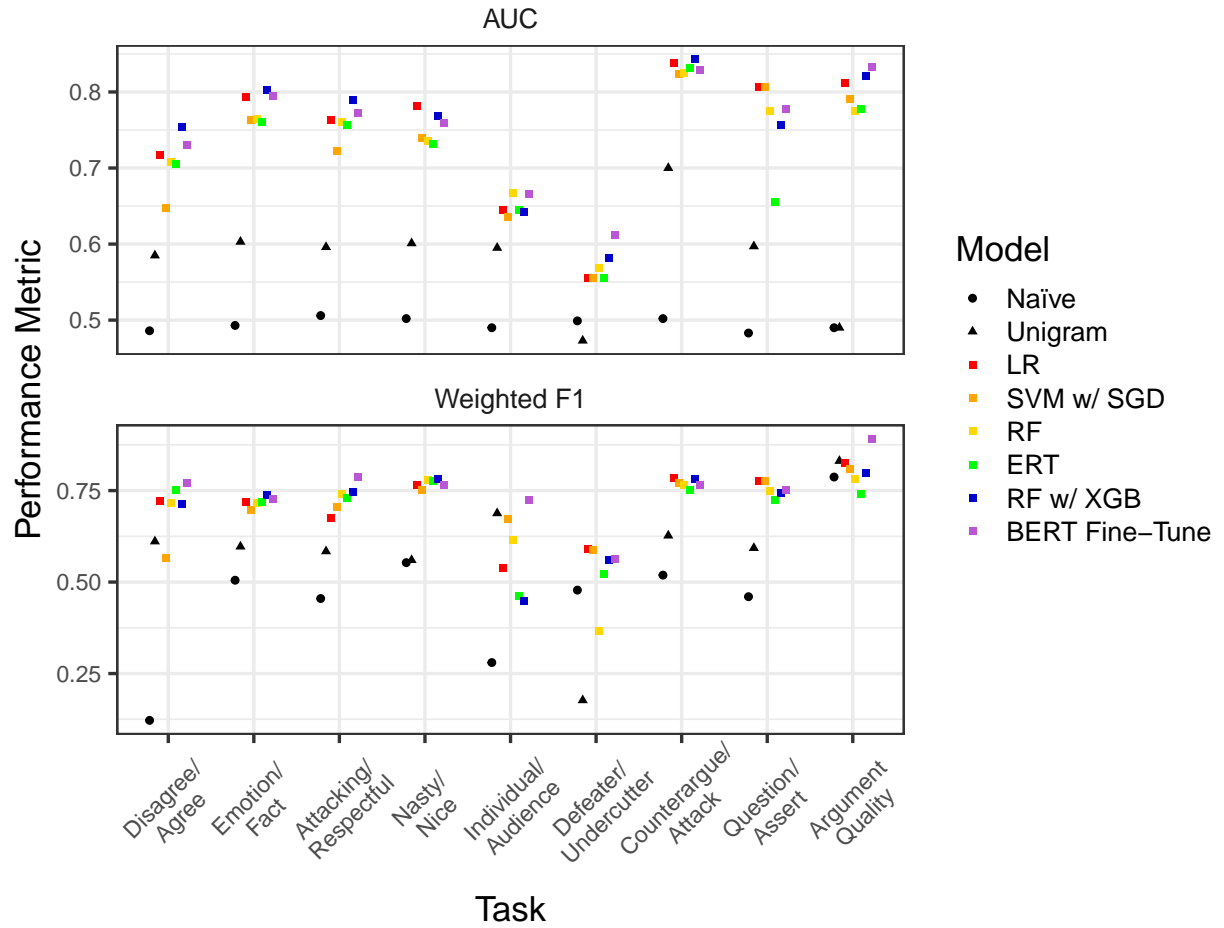 AUC
0.8
0.7
0.6
0.5
Performance Metric
Weighted F1
0.75
0.50
0.25
Disagree/
Agree
Emotion/
Fact
Attacking/
Respectful
Nasty/
Nice
Individual/
Audience
Defeater/
Undercutter
Counterargue/
Attack
Question/
Assert
Argument
Quality
Task
Model
Naïve
Unigram
LR
SVM w/ SGD
RF
ERT
RF w/ XGB
BERT Fine−Tune